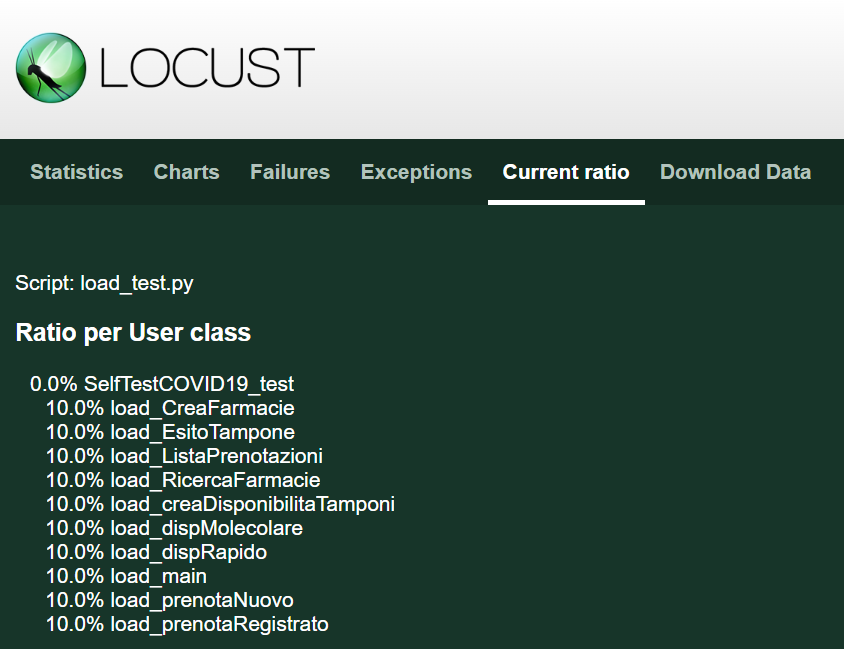 LOCUST
Statistics Charts Failures Exceptions Current ratio Download Data
Script: load_test.py
Ratio per User class
0.0% SelfTestCOVID19_test
10.0% load_CreaFarmacie
10.0% load_EsitoTampone
10.0% load_ListaPrenotazioni
10.0% load_RicercaFarmacie
10.0% load_creaDisponibilitaTamponi
10.0% load_dispMolecolare
10.0% load_dispRapido
10.0% load_main
10.0% load_prenotaNuovo
10.0% load_prenotaRegistrato